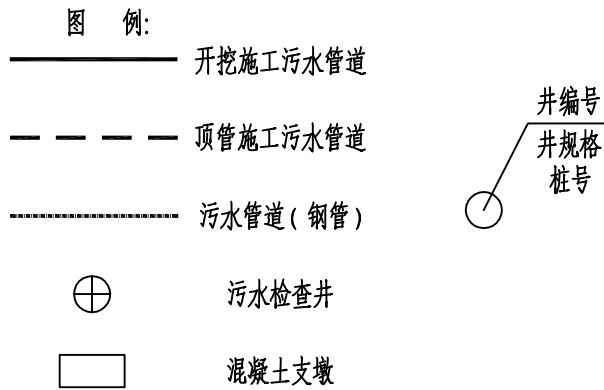 图 例:
开挖施工污水管道
顶管施工污水管道
污水管道(钢管)
污水检查井
混凝土支墩
井编号
井规格
桩号